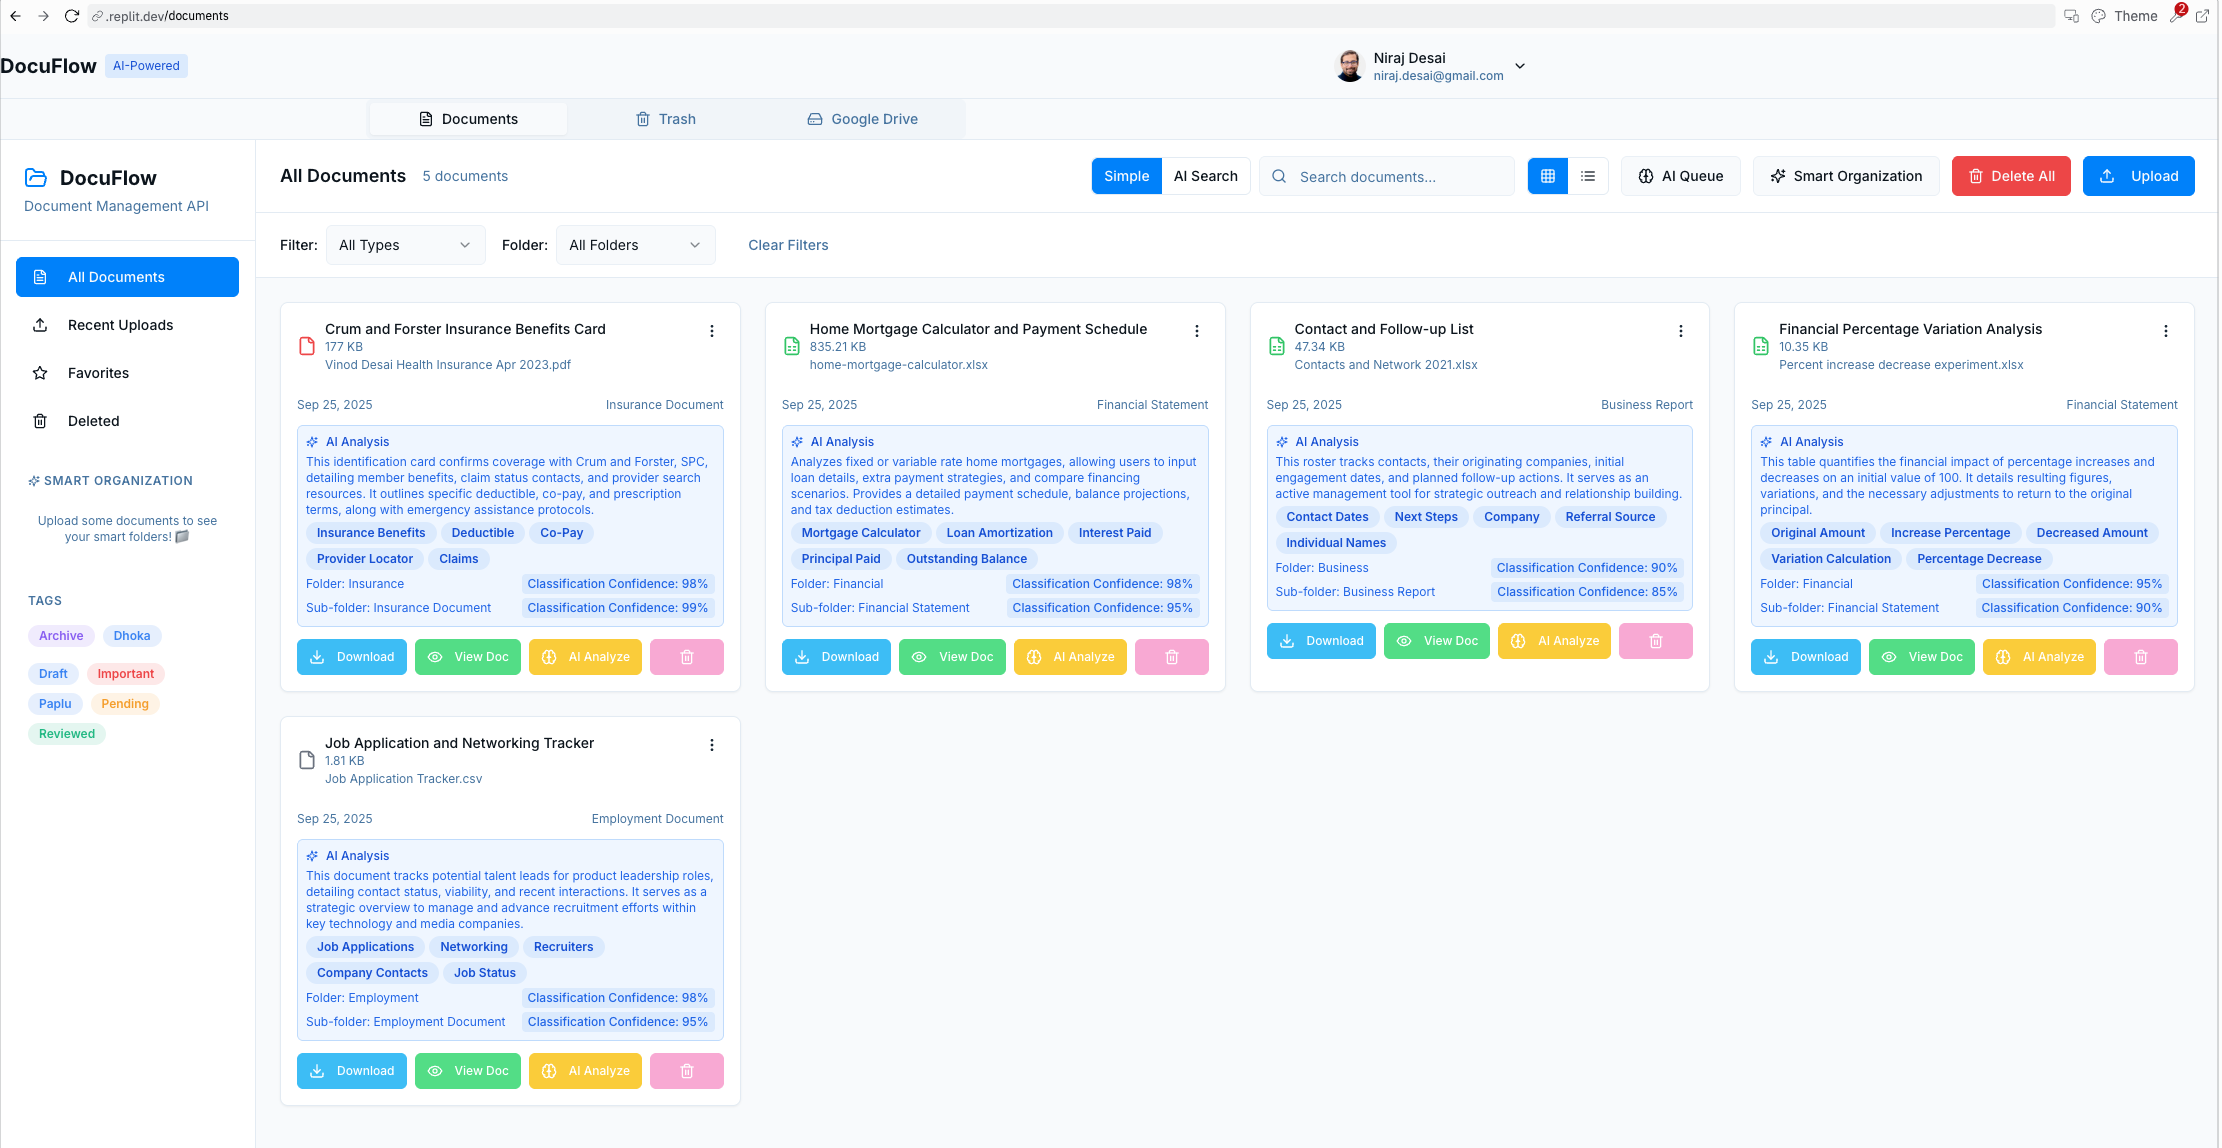 .replit.dev/documents
Theme
2
DocuFlow
AI-Powered
Niraj Desai
niraj.desai@gmail.com
Documents
Trash
Google Drive
DocuFlow
Document Management API
All Documents
Recent Uploads
Favorites
Deleted
SMART ORGANIZATION
Upload some documents to see
your smart folders!
TAGS
Archive
Dhoka
Draft
Important
Paplu
Pending
Reviewed
All Documents
5 documents
Simple
AI Search
Search documents...
AI Queue
Smart Organization
Delete All
Upload
Filter:
All Types
Folder:
All Folders
Clear Filters
Crum and Forster Insurance Benefits Card
177 KB
Vinod Desai Health Insurance Apr 2023.pdf
Sep 25, 2025
Insurance Document
AI Analysis
This identification card confirms coverage with Crum and Forster, SPC,
detailing member benefits, claim status contacts, and provider search
resources. It outlines specific deductible, co-pay, and prescription
terms, along with emergency assistance protocols.
Insurance Benefits
Deductible
Co-Pay
Provider Locator
Claims
Folder: Insurance
Classification Confidence: 98%
Sub-folder: Insurance Document
Classification Confidence: 99%
Download
View Doc
AI Analyze
Home Mortgage Calculator and Payment Schedule
835.21 KB
home-mortgage-calculator.xlsx
Sep 25, 2025
Financial Statement
AI Analysis
Analyzes fixed or variable rate home mortgages, allowing users to input
loan details, extra payment strategies, and compare financing
scenarios. Provides a detailed payment schedule, balance projections,
and tax deduction estimates.
Mortgage Calculator
Loan Amortization
Interest Paid
Principal Paid
Outstanding Balance
Folder: Financial
Classification Confidence: 98%
Sub-folder: Financial Statement
Classification Confidence: 95%
Download
View Doc
AI Analyze
Contact and Follow-up List
47.34 KB
Contacts and Network 2021.xlsx
Sep 25, 2025
Business Report
AI Analysis
This roster tracks contacts, their originating companies, initial
engagement dates, and planned follow-up actions. It serves as an
active management tool for strategic outreach and relationship building.
Contact Dates
Next Steps
Company
Referral Source
Individual Names
Folder: Business
Classification Confidence: 90%
Sub-folder: Business Report
Classification Confidence: 85%
Download
View Doc
AI Analyze
Financial Percentage Variation Analysis
10.35 KB
Percent increase decrease experiment.xlsx
Sep 25, 2025
Financial Statement
AI Analysis
This table quantifies the financial impact of percentage increases and
decreases on an initial value of 100. It details resulting figures,
variations, and the necessary adjustments to return to the original
principal.
Original Amount
Increase Percentage
Decreased Amount
Variation Calculation
Percentage Decrease
Folder: Financial
Classification Confidence: 95%
Sub-folder: Financial Statement
Classification Confidence: 90%
Download
View Doc
AI Analyze
Job Application and Networking Tracker
1.81 KB
Job Application Tracker.csv
Sep 25, 2025
Employment Document
AI Analysis
This document tracks potential talent leads for product leadership roles,
detailing contact status, viability, and recent interactions. It serves as a
strategic overview to manage and advance recruitment efforts within
key technology and media companies.
Job Applications
Networking
Recruiters
Company Contacts
Job Status
Folder: Employment
Classification Confidence: 98%
Sub-folder: Employment Document
Classification Confidence: 95%
Download
View Doc
AI Analyze